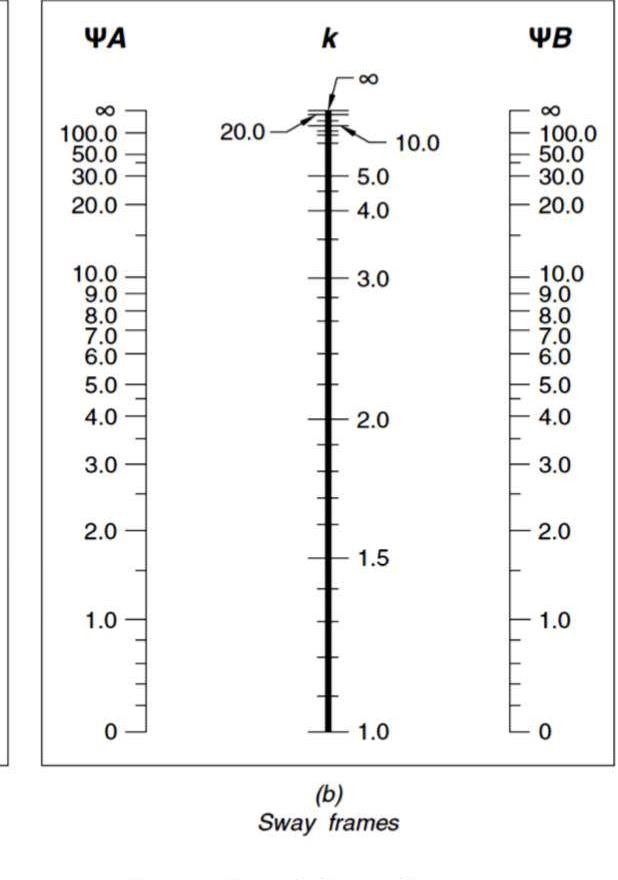 ΨA k ΨB
∞ ∞ ∞
20.0 10.0
100.0 100.0
50.0 50.0
30.0 5.0 30.0
20.0 4.0 20.0
10.0 3.0 10.0
9.0 9.0
8.0 8.0
7.0 7.0
6.0 6.0
5.0 5.0
4.0 2.0 4.0
3.0 3.0
2.0 1.5 2.0
1.0 1.0
0 1.0 0
(b)
Sway frames